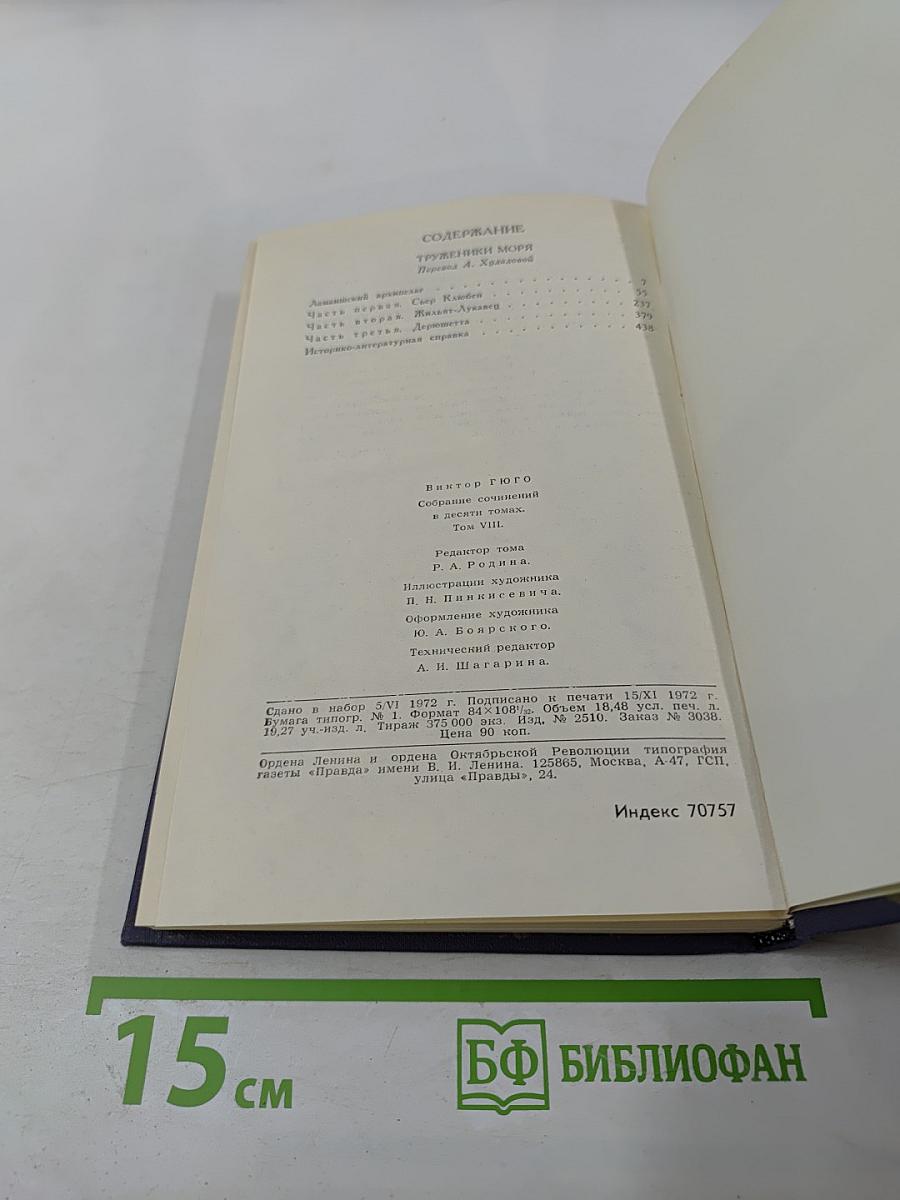 СОДЕРЖАНИЕ
ТРУЖЕНИКИ МОРЯ
Перевод А. Худадовой
Ламаншский архипелаг . . . . . . . . . . . . 7
Часть первая. Сьер Клюбен . . . . . . . . . . 55
Часть вторая. Жильят-Лукавец . . . . . . . . 237
Часть третья. Дерюшетта . . . . . . . . . . . 379
Историко-литературная справка . . . . . . . . . 438
Виктор ГЮГО
Собрание сочинений
в десяти томах.
Том VIII.
Редактор тома
Р. А. Родина.
Иллюстрации художника
П. Н. Пинкисевича.
Оформление художника
Ю. А. Боярского.
Технический редактор
А. И. Шагарина.
Сдано в набор 5/VI 1972 г. Подписано к печати 15/XI 1972 г.
Бумага типогр. № 1. Формат 84×108¹/₃₂. Объем 18,48 усл. печ. л.
19,27 уч.-изд. л. Тираж 375 000 экз. Изд. № 2510. Заказ № 3038.
Цена 90 коп.
Ордена Ленина и ордена Октябрьской Революции типография
газеты «Правда» имени В. И. Ленина. 125865, Москва, А-47, ГСП,
улица «Правды», 24.
Индекс 70757
15 см
БФ БИБЛИОФАН